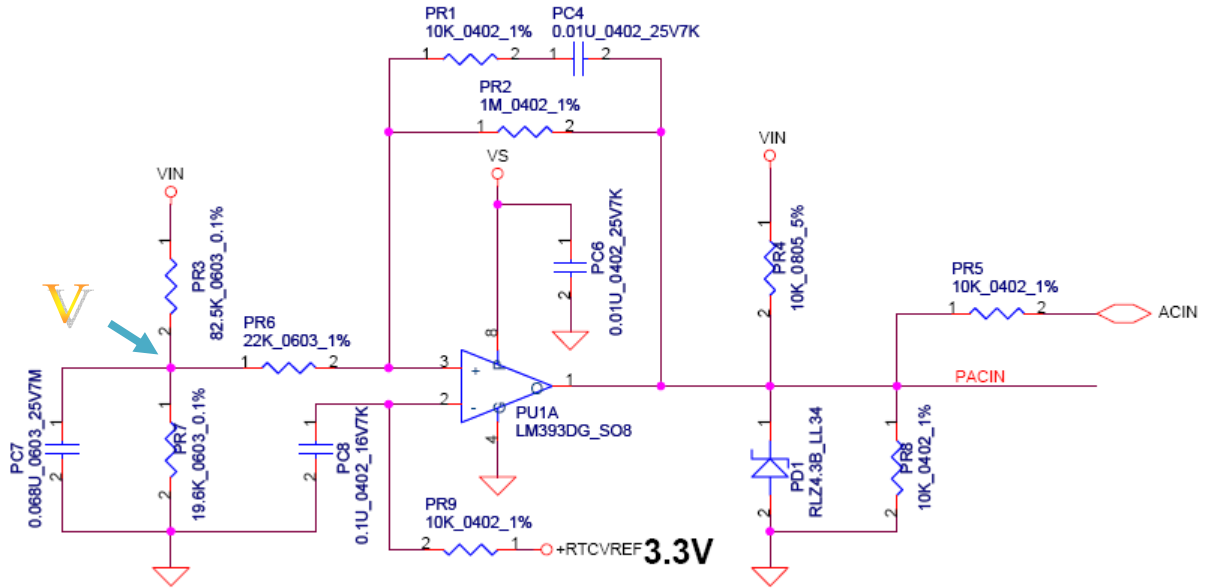 PR1
10K_0402_1%
1
2
PC4
0.01U_0402_25V7K
1
2
PR2
1M_0402_1%
1
2
VIN
1
PR3
82.5K_0603_0.1%
2
V
PR6
22K_0603_1%
1
2
VS
1
PC6
0.01U_0402_25V7K
2
8
P
3
+
2
-
O
1
G
4
PU1A
LM393DG_SO8
VIN
1
PR4
10K_0805_5%
2
PR5
10K_0402_1%
1
2
ACIN
PACIN
1
PC7
0.068U_0603_25V7M
2
1
PR7
19.6K_0603_0.1%
2
1
PC8
0.1U_0402_16V7K
2
PR9
10K_0402_1%
2
1
+RTCVREF 3.3V
1
PD1
RLZ4.3B_LL34
2
1
PR8
10K_0402_1%
2